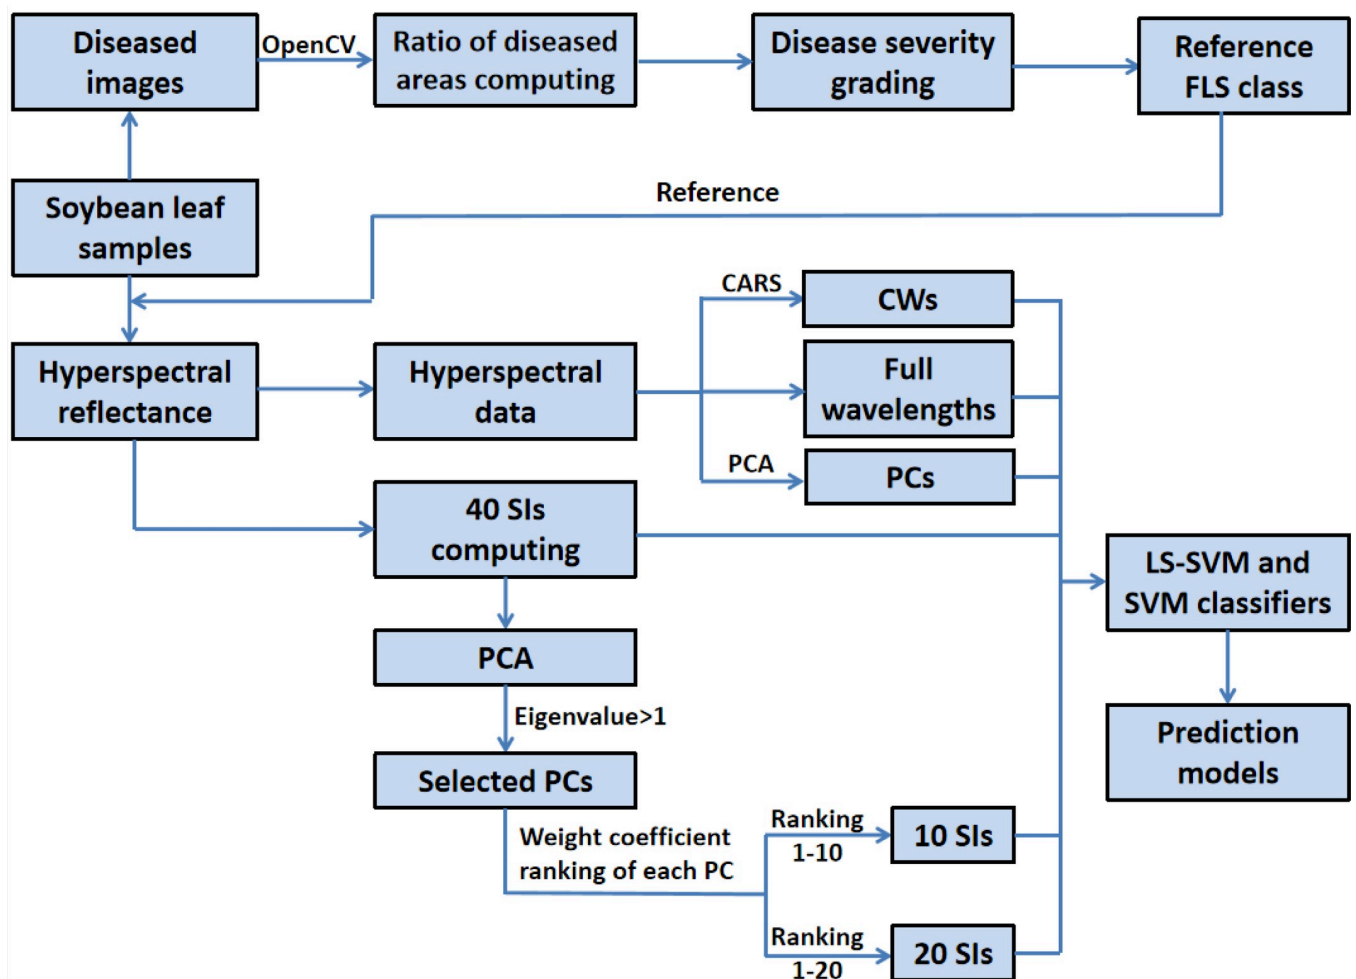 Diseased
images
OpenCV
Ratio of diseased
areas computing
Disease severity
grading
Reference
FLS class
Soybean leaf
samples
Reference
Hyperspectral
reflectance
Hyperspectral
data
CARS
CWs
Full
wavelengths
PCA
PCs
40 SIs
computing
LS-SVM and
SVM classifiers
PCA
Eigenvalue>1
Selected PCs
Prediction
models
Weight coefficient
ranking of each PC
Ranking
1-10
10 SIs
Ranking
1-20
20 SIs